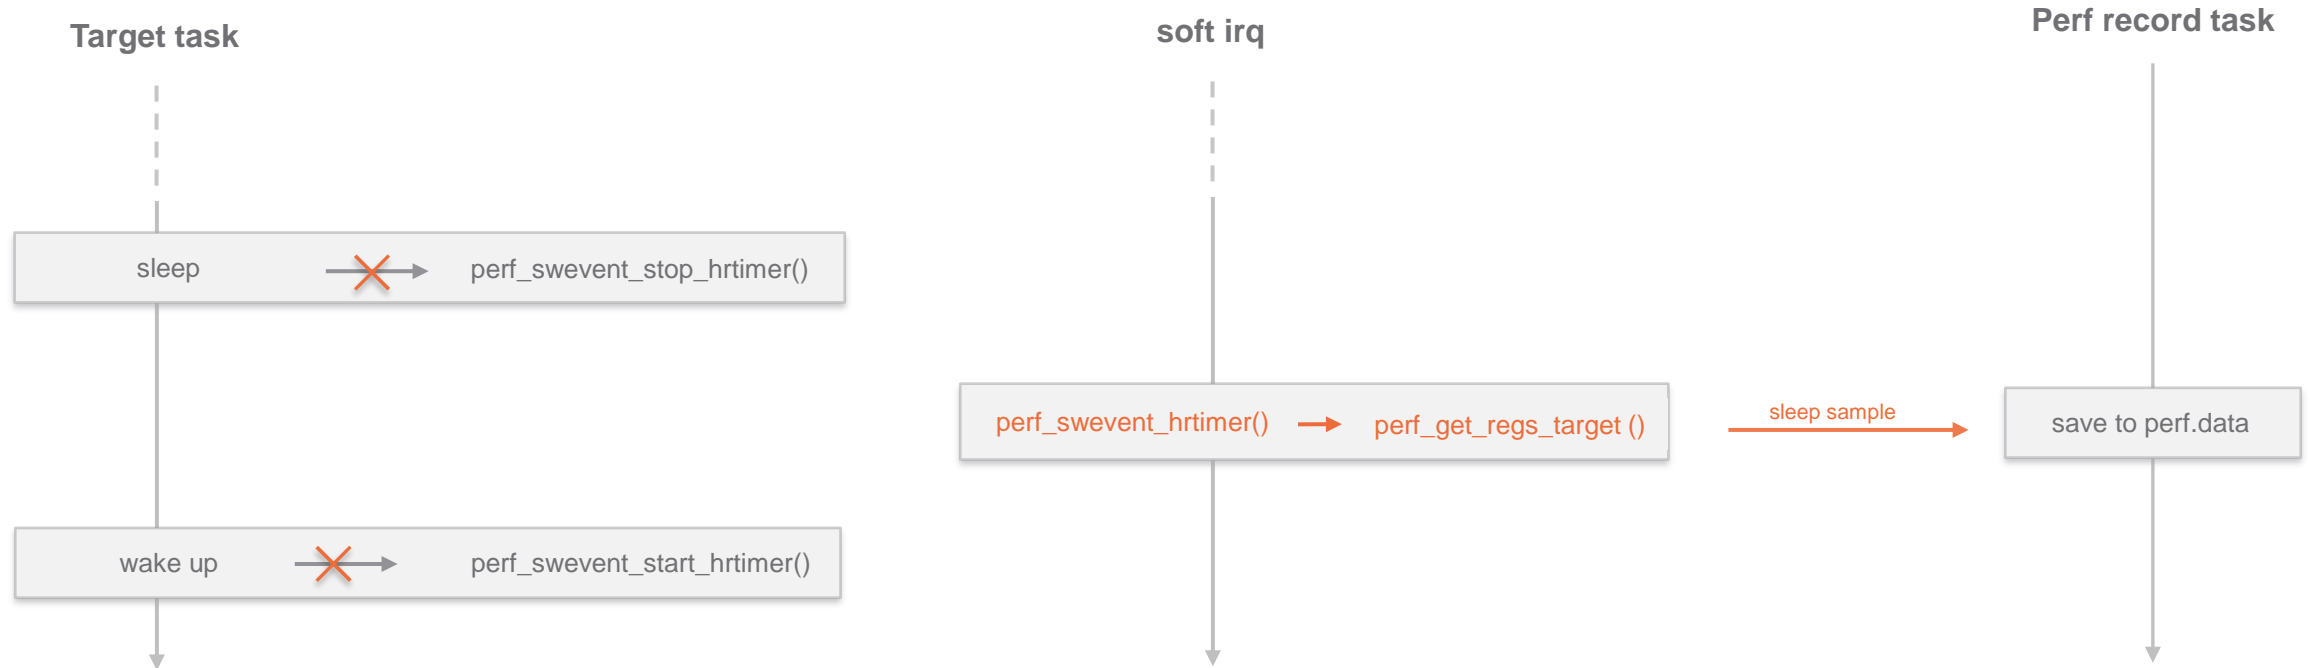 Target task
soft irq
Perf record task
sleep
perf_swevent_stop_hrtimer()
perf_swevent_hrtimer()
perf_get_regs_target ()
sleep sample
save to perf.data
wake up
perf_swevent_start_hrtimer()